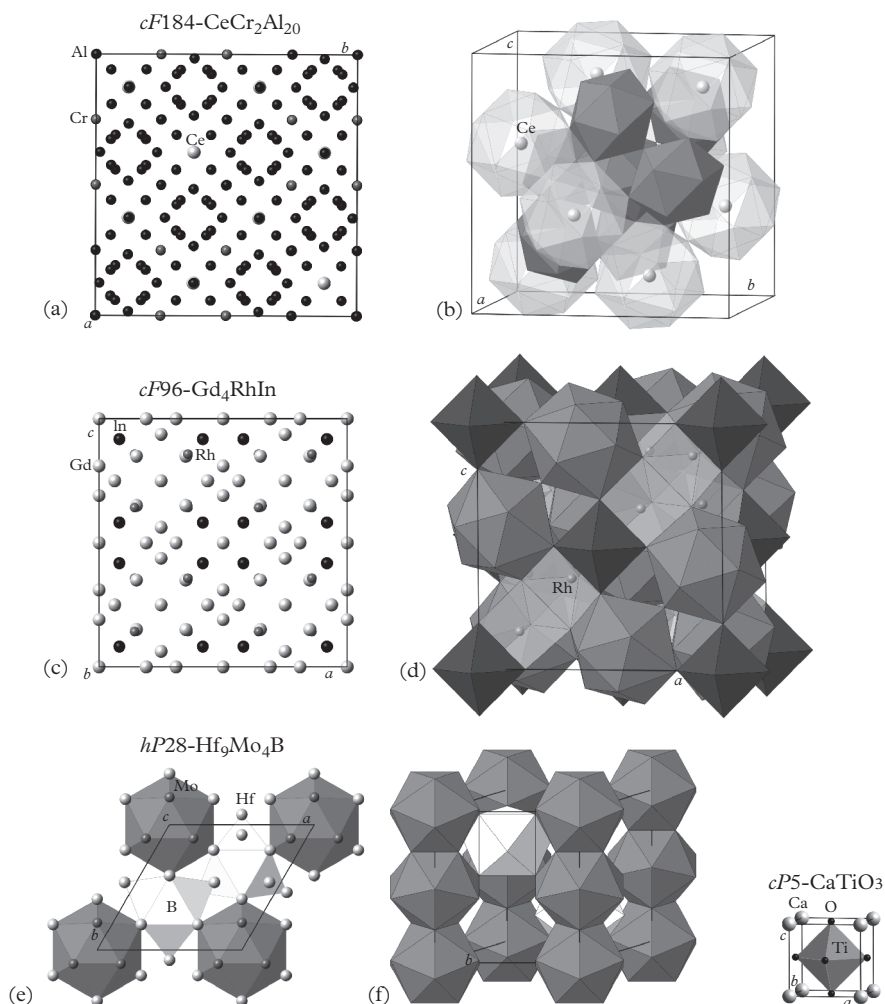 cF184-CeCr2Al20
Al
b
Cr
Ce
a
(a)
c
Ce
a
b
(b)
cF96-Gd4RhIn
c
In
Rh
Gd
b
a
(c)
c
Rh
a
(d)
hP28-Hf9Mo4B
Mo
Hf
c
a
B
b
(e)
b
(f)
cP5-CaTiO3
Ca
O
c
Ti
b
a